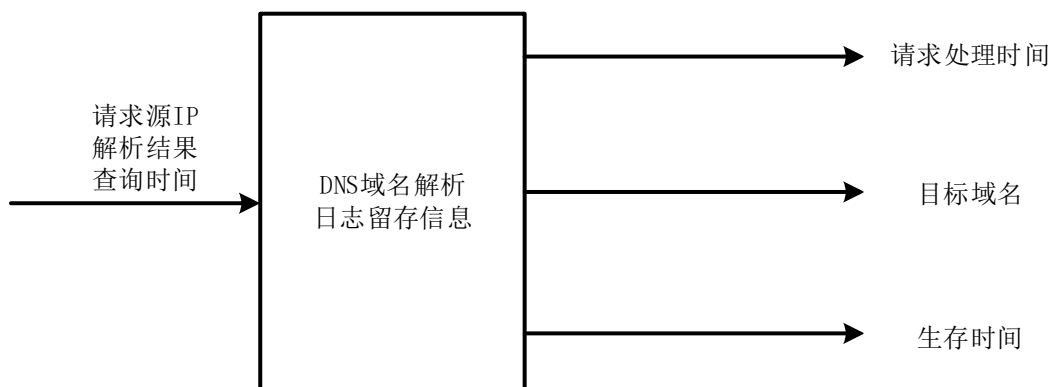 请求源IP
解析结果
查询时间
DNS域名解析
日志留存信息
请求处理时间
目标域名
生存时间